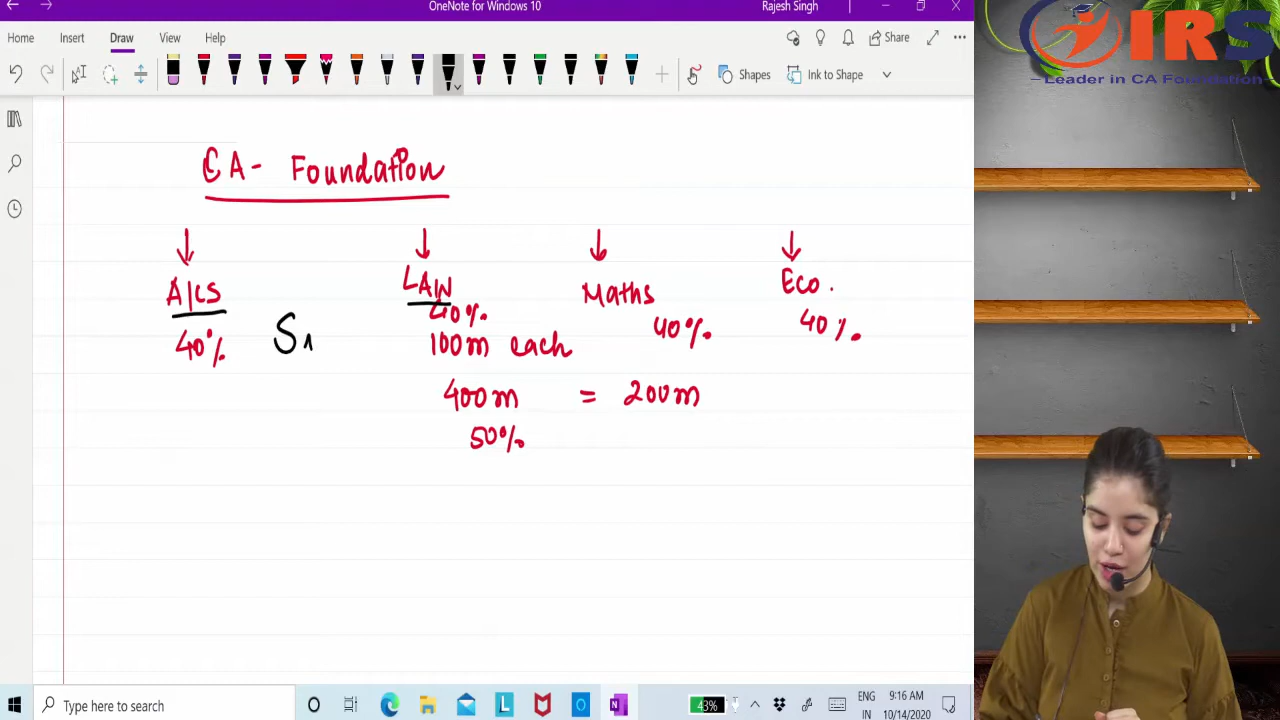 OneNote for Windows 10
Rajesh Singh
Home Insert Draw View Help
Share
Shapes
Ink to Shape
IRS
-Leader in CA Foundation-
CA- Foundation
A/CS
LAW
Maths
Eco.
40%
40%
40%
40%
100m each
400m = 200m
50%
Type here to search
43%
ENG
IN
9:16 AM
10/14/2020